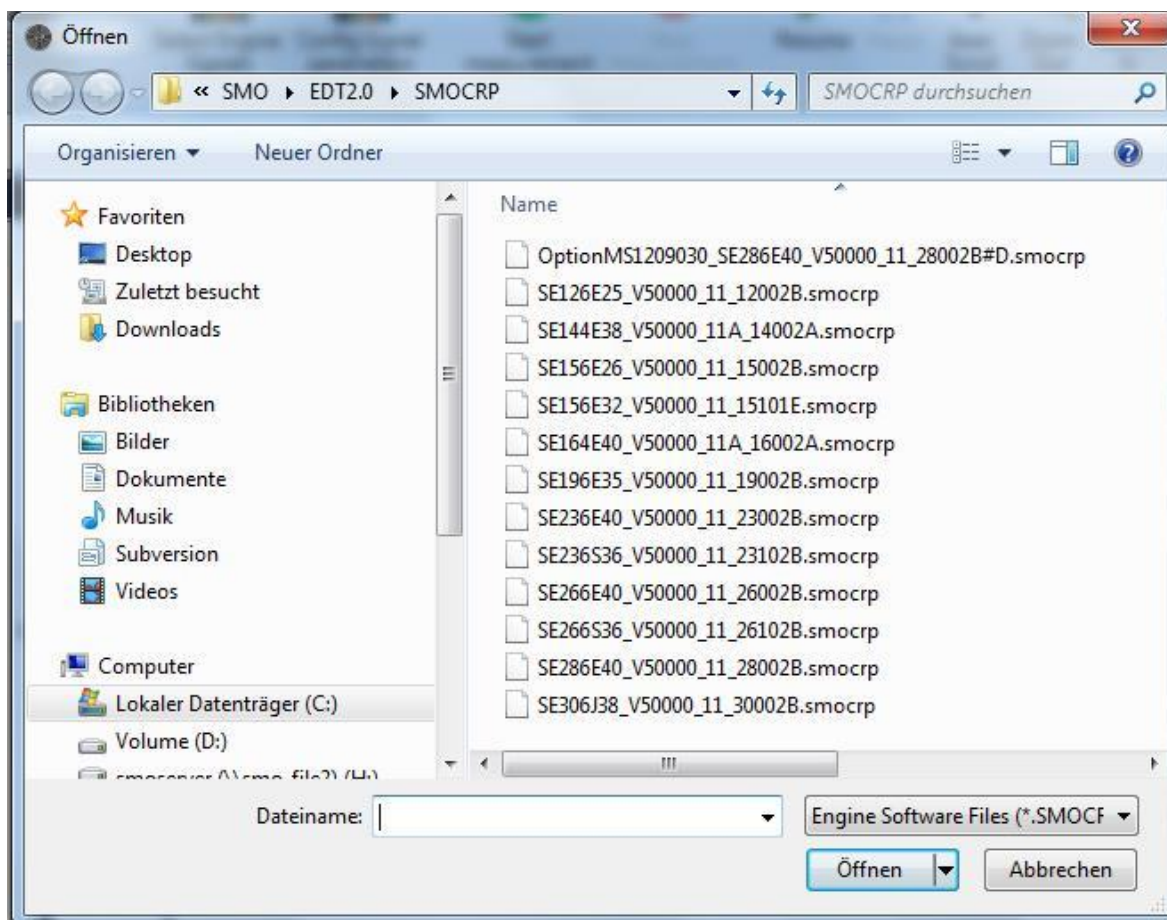 Öffnen
« SMO ▸ EDT2.0 ▸ SMOCRP
SMOCRP durchsuchen
Organisieren
Neuer Ordner
Favoriten
Desktop
Zuletzt besucht
Downloads
Bibliotheken
Bilder
Dokumente
Musik
Subversion
Videos
Computer
Lokaler Datenträger (C:)
Volume (D:)
Name
OptionMS1209030_SE286E40_V50000_11_28002B#D.smocrp
SE126E25_V50000_11_12002B.smocrp
SE144E38_V50000_11A_14002A.smocrp
SE156E26_V50000_11_15002B.smocrp
SE156E32_V50000_11_15101E.smocrp
SE164E40_V50000_11A_16002A.smocrp
SE196E35_V50000_11_19002B.smocrp
SE236E40_V50000_11_23002B.smocrp
SE236S36_V50000_11_23102B.smocrp
SE266E40_V50000_11_26002B.smocrp
SE266S36_V50000_11_26102B.smocrp
SE286E40_V50000_11_28002B.smocrp
SE306J38_V50000_11_30002B.smocrp
Dateiname:
Engine Software Files (*.SMOCF
Öffnen
Abbrechen